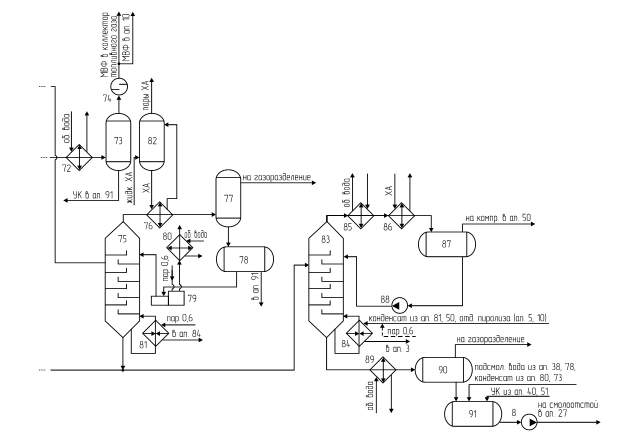 МВФ в коллектор
топливного газа
МВФ в ап. 10
74
пары ХА
об вода
73
82
72
УК в ап. 91
жидк ХА
ХА
76
77
на газоразделение
об. вода
ХА
85
86
на компр. в ап 50
75
80
об вода
пар 0,6
78
79
в ап. 91
83
87
88
пар 0,6
81
в ап. 84
конденсат из ап. 81, 50, отд. пиролиза (ап. 5, 10)
пар 0,6
84
в ап. 3
на газоразделение
89
90
подсмол. вода из ап. 38, 78,
конденсат из ап. 80, 73
об вода
УК из ап. 40, 51
91
8
на смолоотстой
в ап. 27